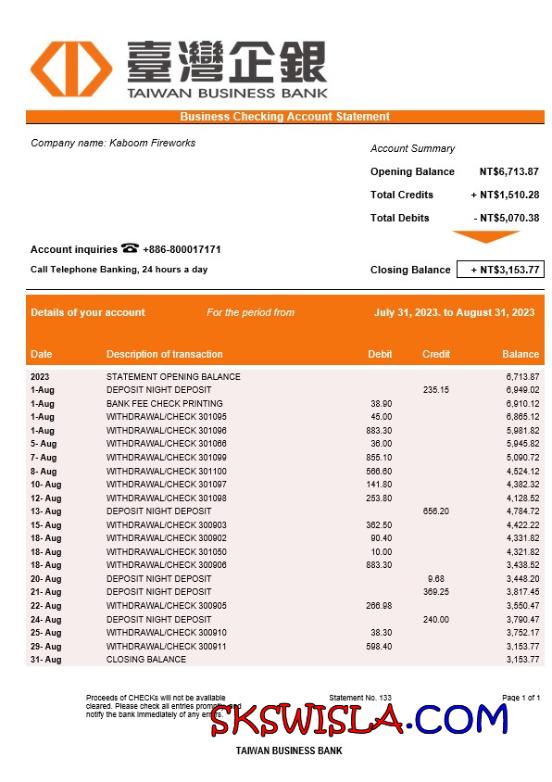 臺灣企銀
TAIWAN BUSINESS BANK
Business Checking Account Statement
Company name: Kaboom Fireworks
Account Summary
Opening Balance NT$6,713.87
Total Credits + NT$1,510.28
Total Debits - NT$5,070.38
Account inquiries ☎ +886-800017171
Call Telephone Banking, 24 hours a day
Closing Balance + NT$3,153.77
Details of your account For the period from July 31, 2023. to August 31, 2023
Date Description of transaction Debit Credit Balance
2023 STATEMENT OPENING BALANCE 6,713.87
1-Aug DEPOSIT NIGHT DEPOSIT 235.15 6,949.02
1-Aug BANK FEE CHECK PRINTING 38.90 6,910.12
1-Aug WITHDRAWAL/CHECK 301095 45.00 6,865.12
1-Aug WITHDRAWAL/CHECK 301096 883.30 5,981.82
5- Aug WITHDRAWAL/CHECK 301066 36.00 5,945.82
7- Aug WITHDRAWAL/CHECK 301099 855.10 5,090.72
8- Aug WITHDRAWAL/CHECK 301100 566.60 4,524.12
10- Aug WITHDRAWAL/CHECK 301097 141.80 4,382.32
12- Aug WITHDRAWAL/CHECK 301098 253.80 4,128.52
13- Aug DEPOSIT NIGHT DEPOSIT 656.20 4,784.72
15- Aug WITHDRAWAL/CHECK 300903 362.50 4,422.22
18- Aug WITHDRAWAL/CHECK 300902 90.40 4,331.82
18- Aug WITHDRAWAL/CHECK 301050 10.00 4,321.82
18- Aug WITHDRAWAL/CHECK 300906 883.30 3,438.52
20- Aug DEPOSIT NIGHT DEPOSIT 9.68 3,448.20
21- Aug DEPOSIT NIGHT DEPOSIT 369.25 3,817.45
22- Aug WITHDRAWAL/CHECK 300905 266.98 3,550.47
24- Aug DEPOSIT NIGHT DEPOSIT 240.00 3,790.47
25- Aug WITHDRAWAL/CHECK 300910 38.30 3,752.17
29- Aug WITHDRAWAL/CHECK 300911 598.40 3,153.77
31- Aug CLOSING BALANCE 3,153.77
Proceeds of CHECKs will not be available Statement No. 133 Page 1 of 1
cleared. Please check all entries and
notify the bank immediately of any
SKSWISLA.COM
TAIWAN BUSINESS BANK